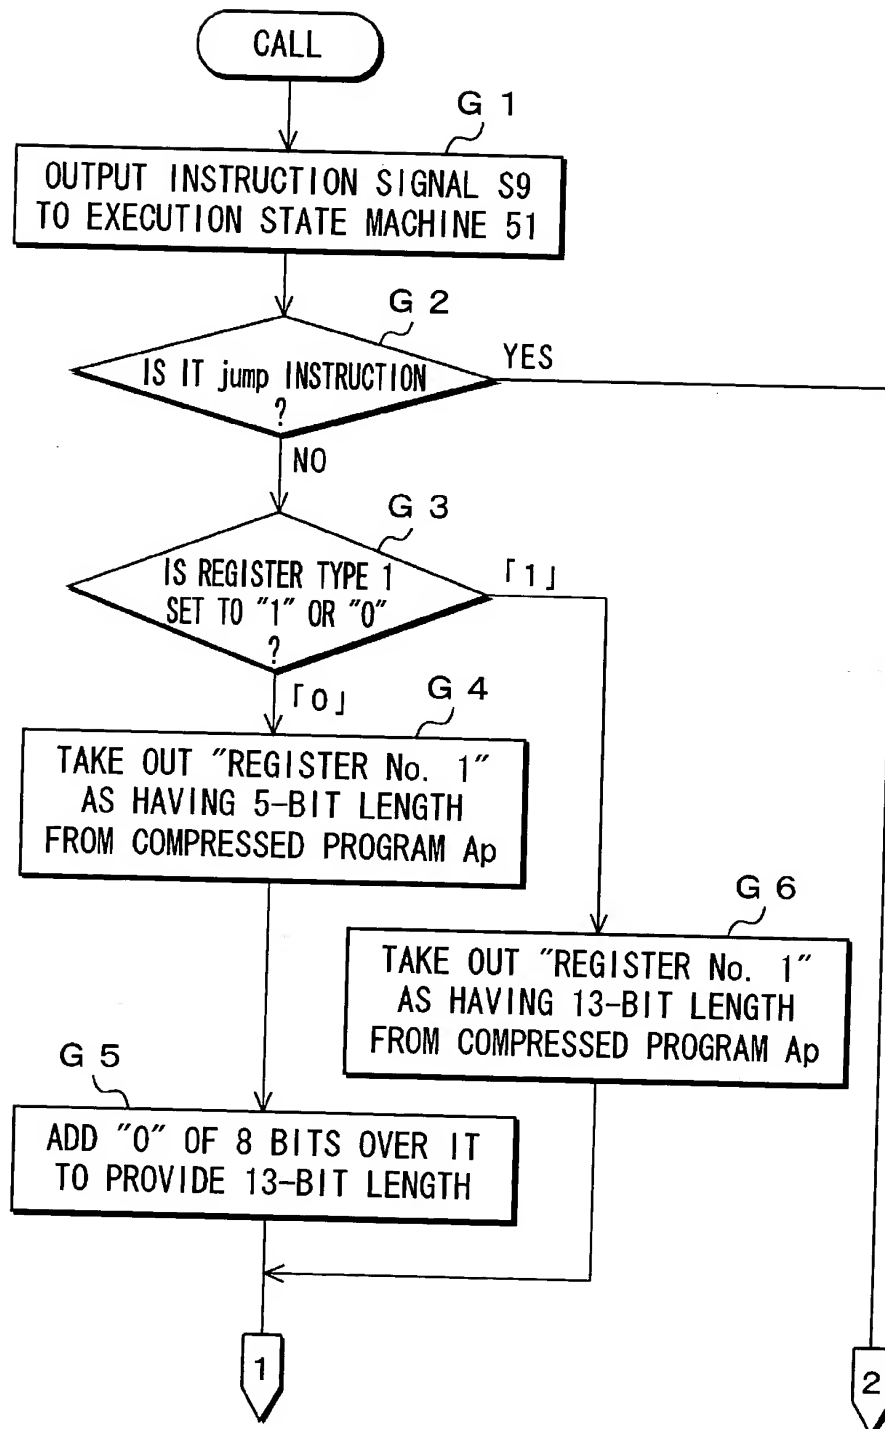 CALL
G 1
OUTPUT INSTRUCTION SIGNAL S9
TO EXECUTION STATE MACHINE 51
G 2
IS IT jump INSTRUCTION
?
YES
NO
G 3
IS REGISTER TYPE 1
SET TO "1" OR "0"
?
「1」
「0」
G 4
TAKE OUT "REGISTER No. 1"
AS HAVING 5-BIT LENGTH
FROM COMPRESSED PROGRAM Ap
G 6
TAKE OUT "REGISTER No. 1"
AS HAVING 13-BIT LENGTH
FROM COMPRESSED PROGRAM Ap
G 5
ADD "0" OF 8 BITS OVER IT
TO PROVIDE 13-BIT LENGTH
1
2